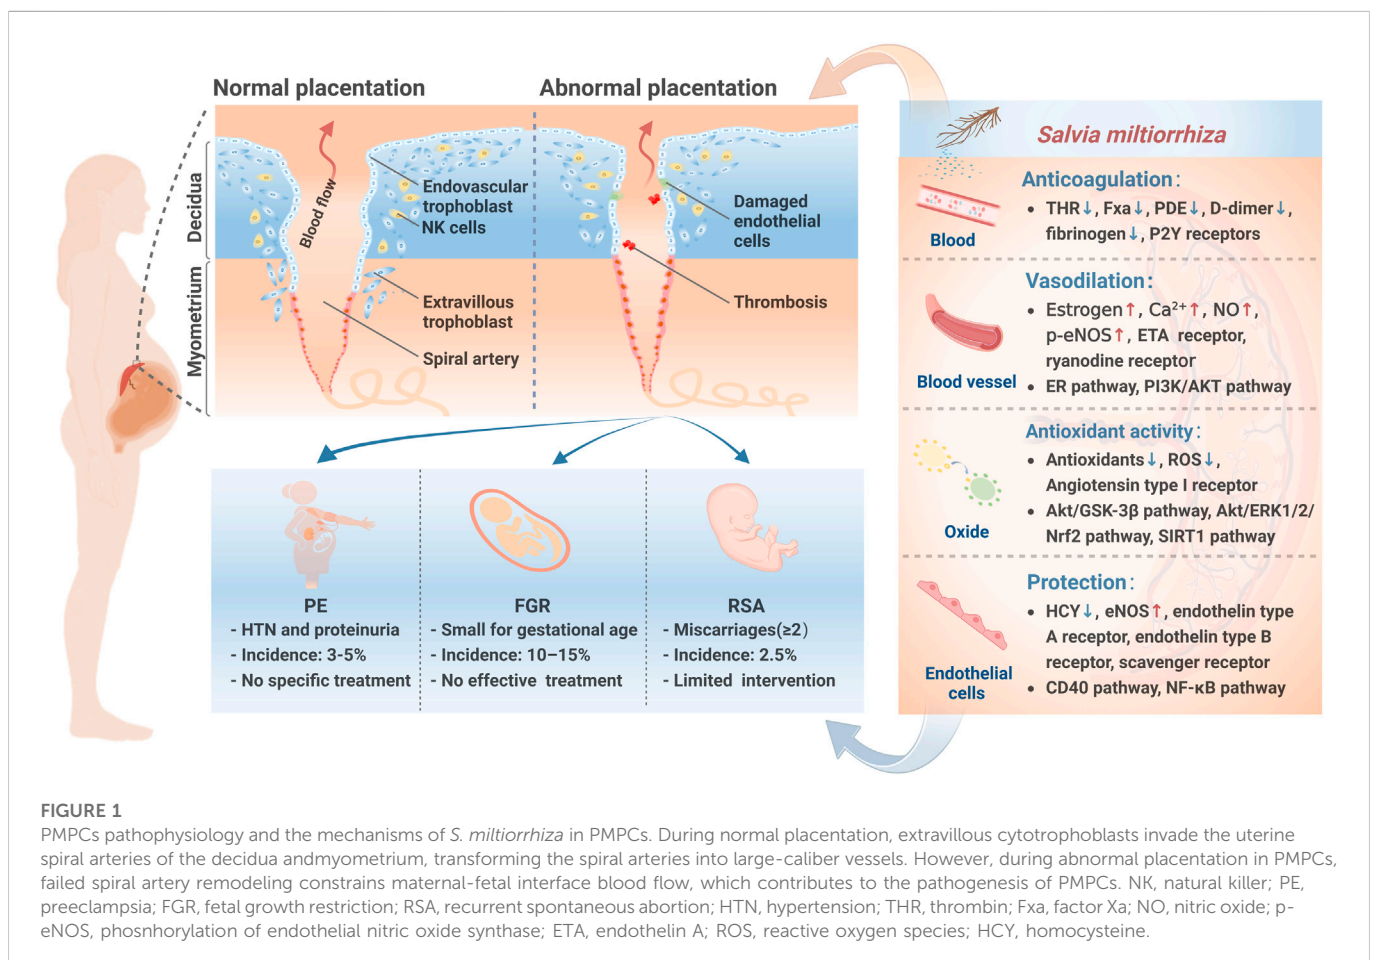 Normal placentation
Abnormal placentation
Decidua
Myometrium
Blood flow
Endovascular
trophoblast
NK cells
Extravillous
trophoblast
Spiral artery
Damaged
endothelial
cells
Thrombosis
PE
- HTN and proteinuria
- Incidence: 3-5%
- No specific treatment
FGR
- Small for gestational age
- Incidence: 10–15%
- No effective treatment
RSA
- Miscarriages(≥2)
- Incidence: 2.5%
- Limited intervention
Salvia miltiorrhiza
Blood
Anticoagulation:
• THR↓, Fxa↓, PDE↓, D-dimer↓,
fibrinogen↓, P2Y receptors
Blood vessel
Vasodilation:
• Estrogen↑, Ca²⁺↑, NO↑,
p-eNOS↑, ETA receptor,
ryanodine receptor
• ER pathway, PI3K/AKT pathway
Oxide
Antioxidant activity:
• Antioxidants↓, ROS↓,
Angiotensin type I receptor
• Akt/GSK-3β pathway, Akt/ERK1/2/
Nrf2 pathway, SIRT1 pathway
Endothelial
cells
Protection:
• HCY↓, eNOS↑, endothelin type
A receptor, endothelin type B
receptor, scavenger receptor
• CD40 pathway, NF-κB pathway
FIGURE 1
PMPCs pathophysiology and the mechanisms of S. miltiorrhiza in PMPCs. During normal placentation, extravillous cytotrophoblasts invade the uterine
spiral arteries of the decidua andmyometrium, transforming the spiral arteries into large-caliber vessels. However, during abnormal placentation in PMPCs,
failed spiral artery remodeling constrains maternal-fetal interface blood flow, which contributes to the pathogenesis of PMPCs. NK, natural killer; PE,
preeclampsia; FGR, fetal growth restriction; RSA, recurrent spontaneous abortion; HTN, hypertension; THR, thrombin; Fxa, factor Xa; NO, nitric oxide; p-
eNOS, phosnhorylation of endothelial nitric oxide synthase; ETA, endothelin A; ROS, reactive oxygen species; HCY, homocysteine.